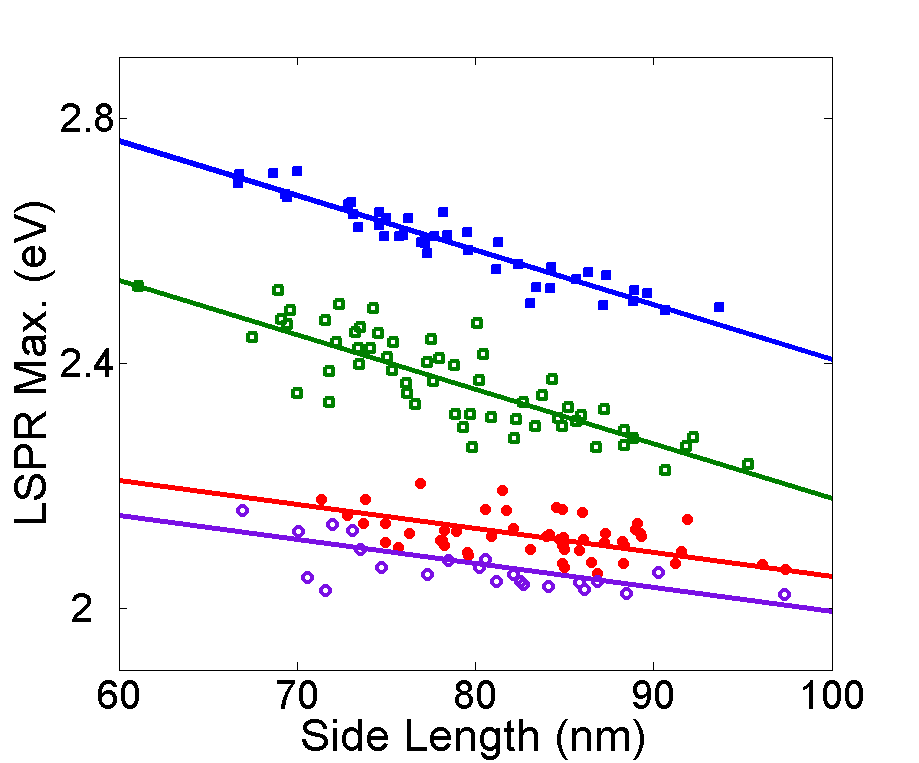 LSPR Max. (eV)
2.8
2.4
2
60 70 80 90 100
Side Length (nm)